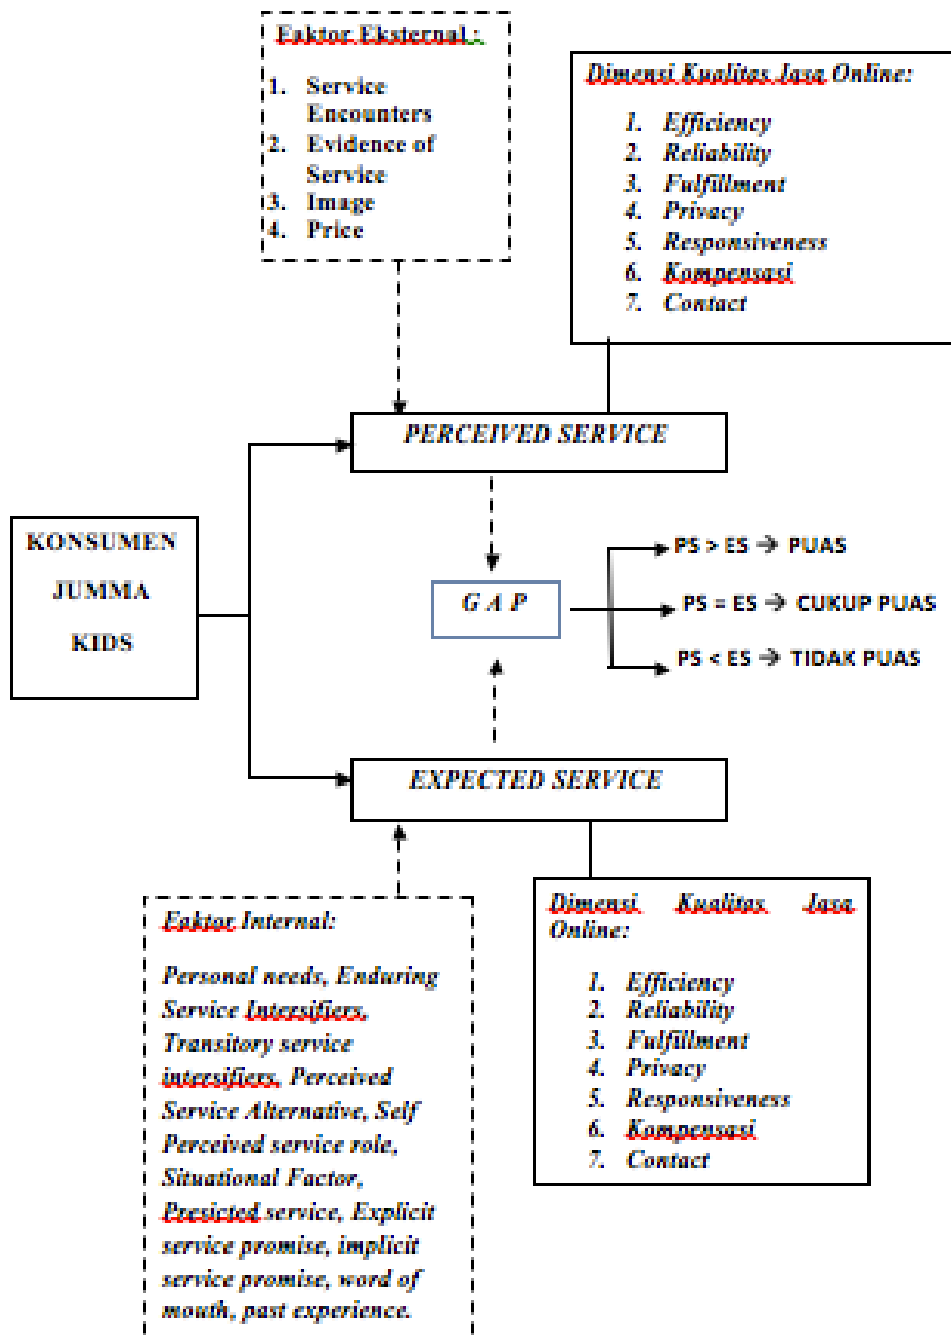 Faktor Eksternal :
1. Service
Encounters
2. Evidence of
Service
3. Image
4. Price
Dimensi Kualitas Jasa Online:
1. Efficiency
2. Reliability
3. Fulfillment
4. Privacy
5. Responsiveness
6. Kompensasi
7. Contact
PERCEIVED SERVICE
KONSUMEN
JUMMA
KIDS
G A P
PS > ES → PUAS
PS = ES → CUKUP PUAS
PS < ES → TIDAK PUAS
EXPECTED SERVICE
Faktor Internal:
Personal needs, Enduring
Service Intersifiers,
Transitory service
intersifiers, Perceived
Service Alternative, Self
Perceived service role,
Situational Factor,
Presicted service, Explicit
service promise, implicit
service promise, word of
mouth, past experience.
Dimensi Kualitas Jasa
Online:
1. Efficiency
2. Reliability
3. Fulfillment
4. Privacy
5. Responsiveness
6. Kompensasi
7. Contact